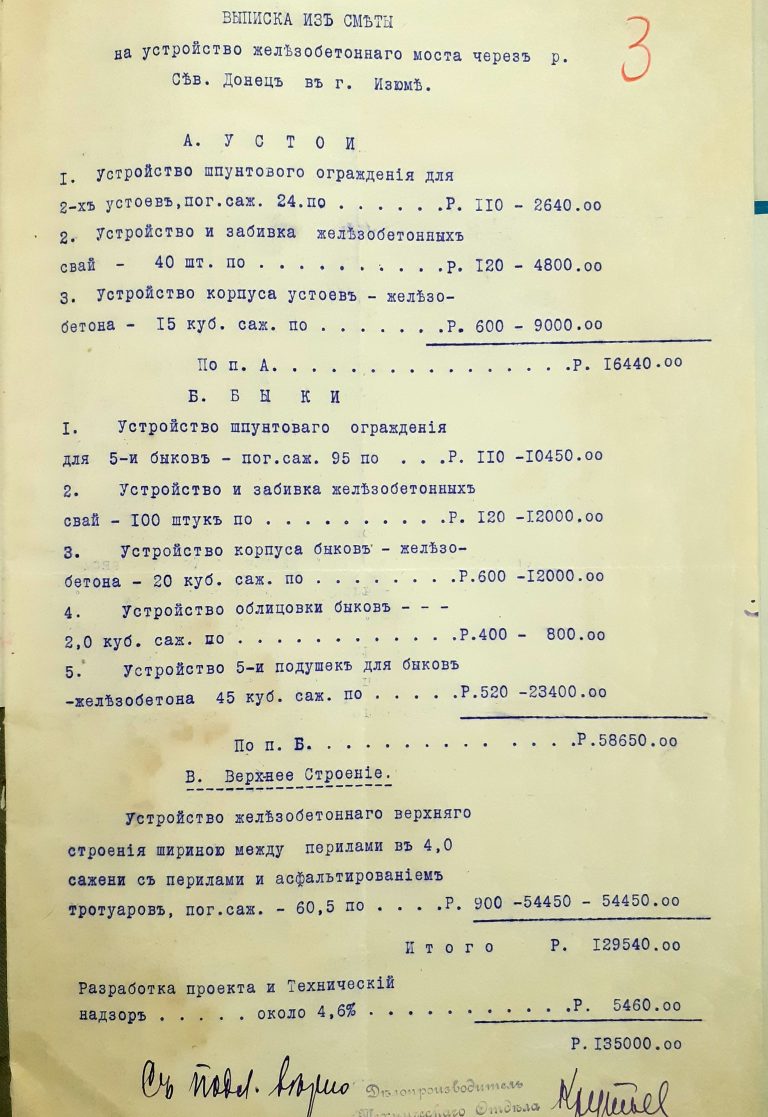 3
ВЫПИСКА ИЗЪ СМѢТЫ
на устройство желѣзобетоннаго моста черезъ р.
Сѣв. Донецъ въ г. Изюмѣ.
А. У С Т О И
I. Устройство шпунтового огражденія для
2-хъ устоев,пог.саж. 24.по . . . . . .Р. IIO - 2640.оо
2. Устройство и забивка желѣзобетонныхъ
свай - 40 шт. по . . . . . . . . . .Р. I20 - 4800.оо
3. Устройство корпуса устоевъ - желѣзо-
бетона - I5 куб. саж. по . . . . . . .Р. 600 - 9000.оо
По п. А. . . . . . . . . . . . . . . . .Р. I6440.оо
Б. Б Ы К И
I. Устройство шпунтоваго огражденія
для 5-и быковъ - пог.саж. 95 по . . .Р. IIO -I0450.оо
2. Устройство и забивка желѣзобетонныхъ
свай - I00 штукъ по . . . . . . . . . .Р. I20 -I2000.оо
3. Устройство корпуса быковъ - желѣзо-
бетона - 20 куб. саж. по . . . . . . . .Р.600 -I2000.оо
4. Устройство облицовки быковъ - - -
2,0 куб. саж. по . . . . . . . . . . . .Р.400 - 800.оо
5. Устройство 5-и подушекъ для быковъ
-желѣзобетона 45 куб. саж. по . . . . .Р.520 -23400.оо
По п. Б. . . . . . . . . . . . . . .Р.58650.оо
В. Верхнее Строеніе.
Устройство желѣзобетоннаго верхняго
строенія шириною между перилами въ 4,0
сажени съ перилами и асфальтированіемъ
тротуаровъ, пог.саж. - 60,5 по . . . .Р. 900 -54450 - 54450.оо
И т о г о Р. I29540.оо
Разработка проекта и Техническій
надзоръ . . . . . около 4,6% . . . . . . . . . . .Р. 5460.оо
Р. I35000.оо
Съ подл. вѣрно
Дѣлопроизводитель
Техническаго Отдѣла